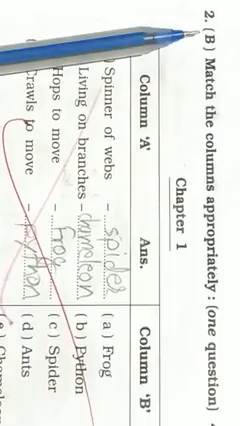 2. (B) Match the columns appropriately : (one question)
Chapter 1
Column 'A' Ans. Column 'B'
Spinner of webs - spider (a) Frog
Living on branches - chameleon (b) Python
Hops to move - frog (c) Spider
Crawls to move - python (d) Ants